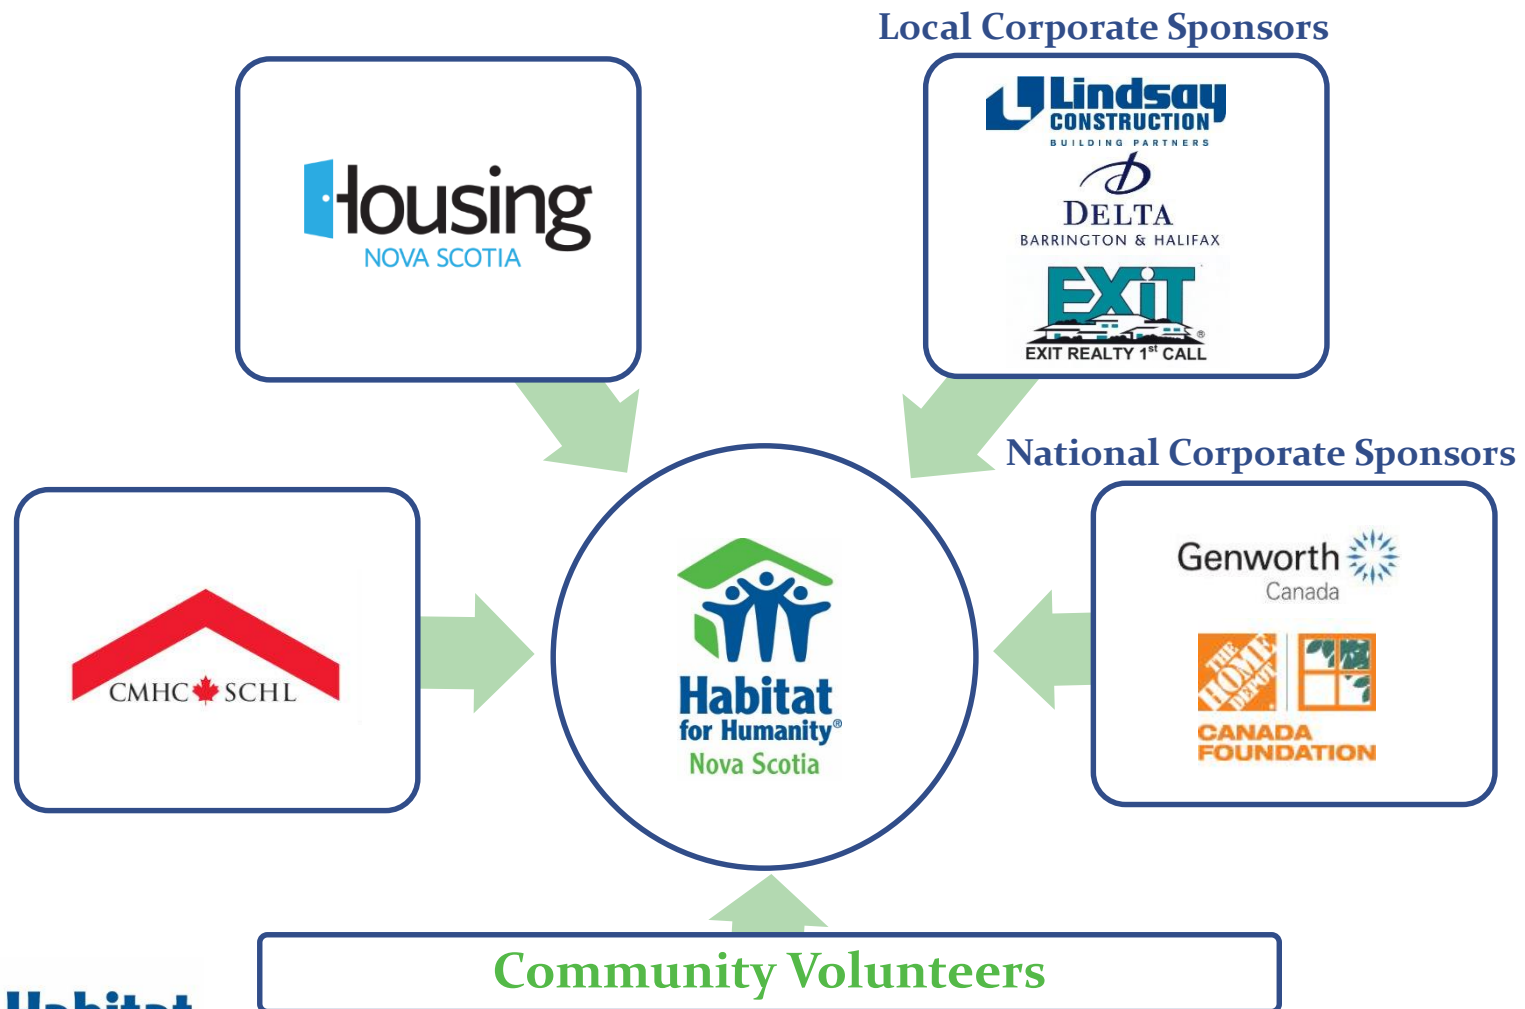 Local Corporate Sponsors
Housing
NOVA SCOTIA
Lindsay
CONSTRUCTION
BUILDING PARTNERS
DELTA
BARRINGTON & HALIFAX
EXiT
®
EXIT REALTY 1st CALL
National Corporate Sponsors
CMHC SCHL
Habitat
for Humanity®
Nova Scotia
Genworth
Canada
THE
HOME
DEPOT
CANADA
FOUNDATION
Community Volunteers
Habitat